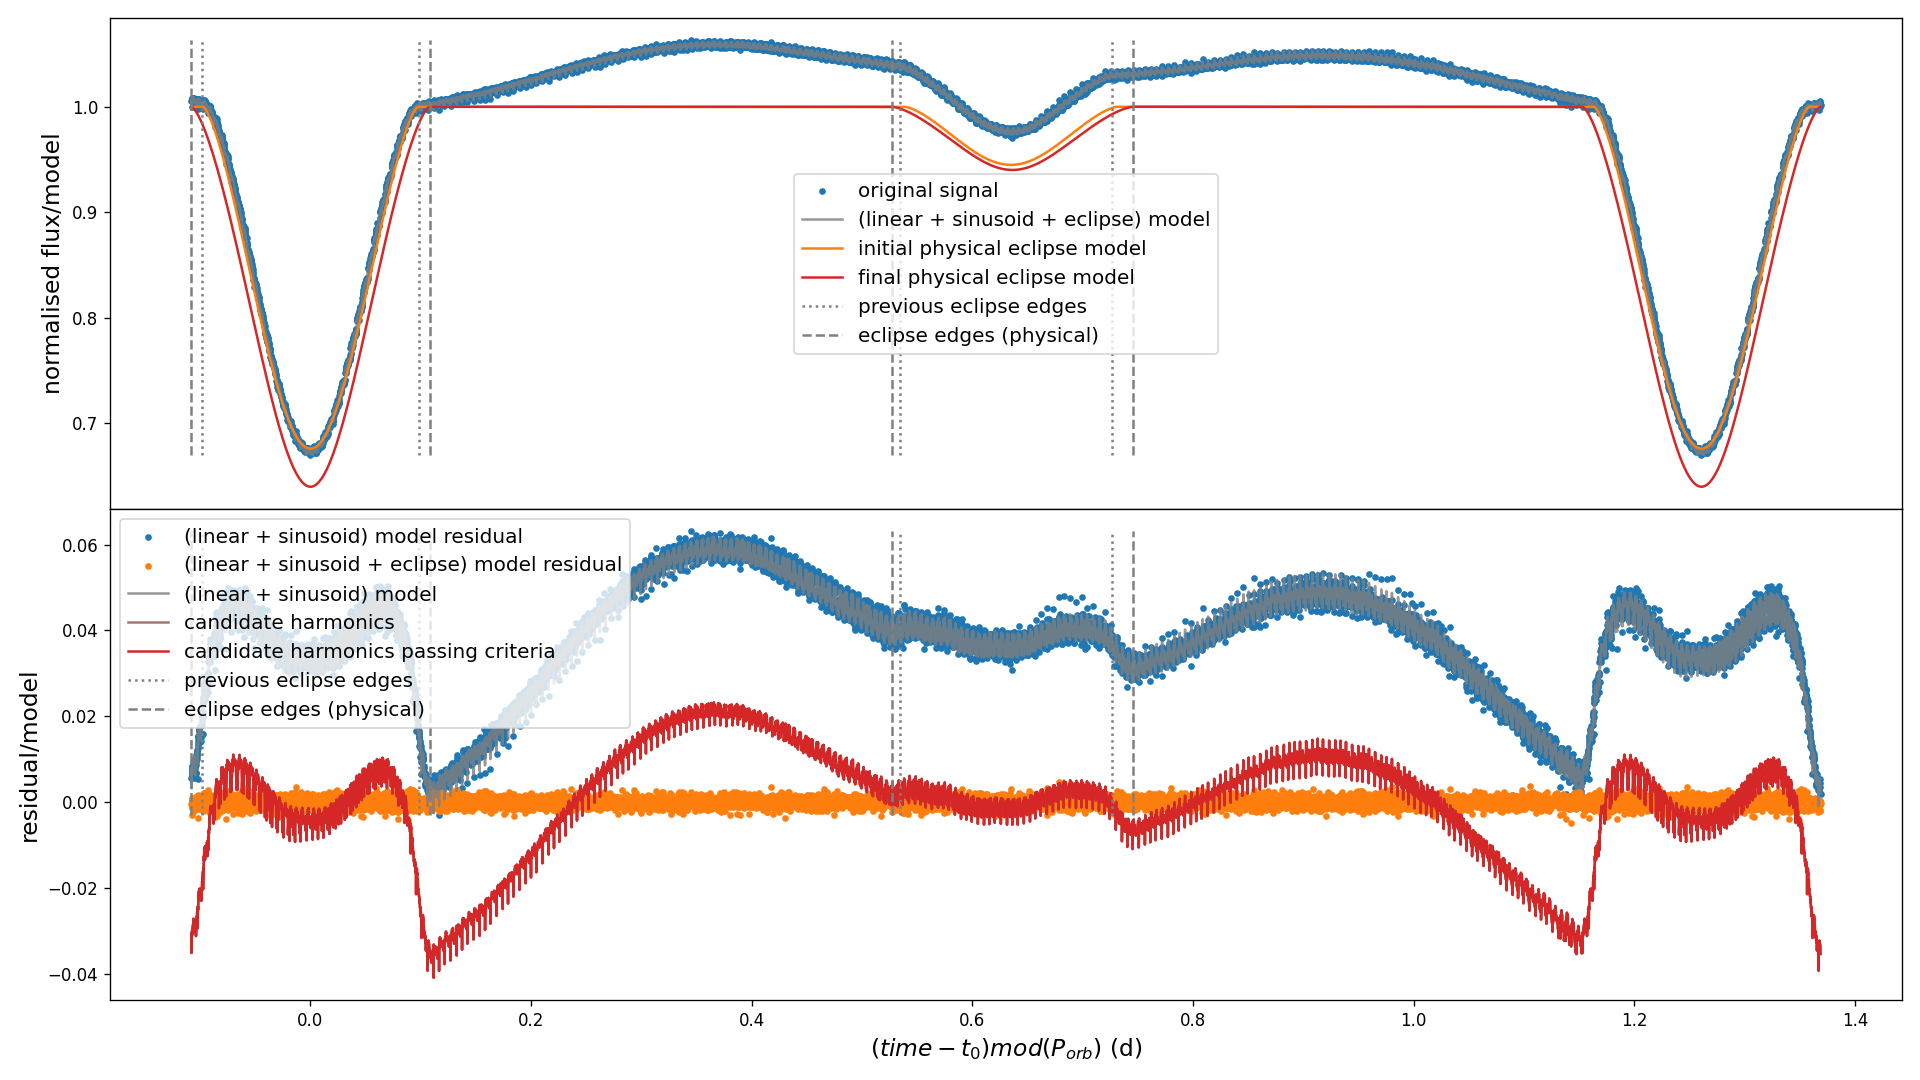 normalised flux/model
1.0
0.9
0.8
0.7
original signal
(linear + sinusoid + eclipse) model
initial physical eclipse model
final physical eclipse model
previous eclipse edges
eclipse edges (physical)
residual/model
0.06
0.04
0.02
0.00
−0.02
−0.04
(linear + sinusoid) model residual
(linear + sinusoid + eclipse) model residual
(linear + sinusoid) model
candidate harmonics
candidate harmonics passing criteria
previous eclipse edges
eclipse edges (physical)
0.0 0.2 0.4 0.6 0.8 1.0 1.2 1.4
(time − t₀)mod(P_orb) (d)